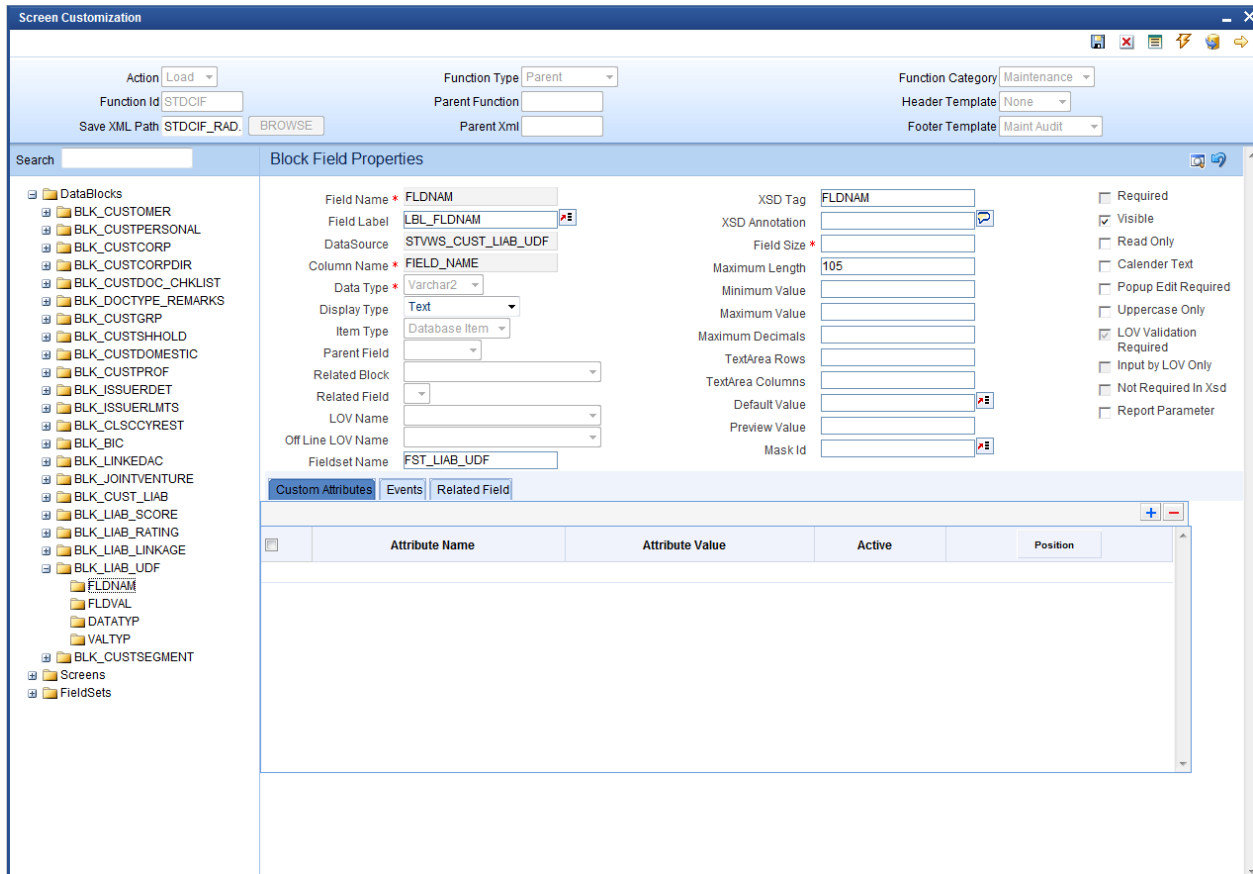 Screen Customization
Action Load Function Type Parent Function Category Maintenance
Function Id STDCIF Parent Function Header Template None
Save XML Path STDCIF_RAD. BROWSE Parent Xml Footer Template Maint Audit
Search Block Field Properties
DataBlocks
BLK_CUSTOMER
BLK_CUSTPERSONAL
BLK_CUSTCORP
BLK_CUSTCORPDIR
BLK_CUSTDOC_CHKLIST
BLK_DOCTYPE_REMARKS
BLK_CUSTGRP
BLK_CUSTSHHOLD
BLK_CUSTDOMESTIC
BLK_CUSTPROF
BLK_ISSUERDET
BLK_ISSUERLMTS
BLK_CLSCCYREST
BLK_BIC
BLK_LINKEDAC
BLK_JOINTVENTURE
BLK_CUST_LIAB
BLK_LIAB_SCORE
BLK_LIAB_RATING
BLK_LIAB_LINKAGE
BLK_LIAB_UDF
FLDNAM
FLDVAL
DATATYP
VALTYP
BLK_CUSTSEGMENT
Screens
FieldSets
Field Name * FLDNAM
Field Label LBL_FLDNAM
DataSource STVWS_CUST_LIAB_UDF
Column Name * FIELD_NAME
Data Type * Varchar2
Display Type Text
Item Type Database Item
Parent Field
Related Block
Related Field
LOV Name
Off Line LOV Name
Fieldset Name FST_LIAB_UDF
XSD Tag FLDNAM
XSD Annotation
Field Size *
Maximum Length 105
Minimum Value
Maximum Value
Maximum Decimals
TextArea Rows
TextArea Columns
Default Value
Preview Value
Mask Id
Required
Visible
Read Only
Calender Text
Popup Edit Required
Uppercase Only
LOV Validation
Required
Input by LOV Only
Not Required In Xsd
Report Parameter
Custom Attributes Events Related Field
Attribute Name Attribute Value Active Position